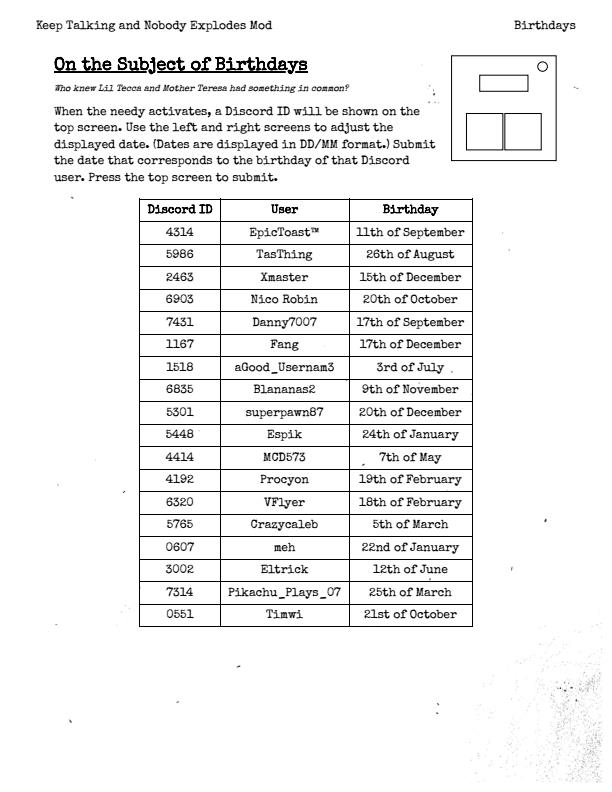 Keep Talking and Nobody Explodes Mod Birthdays
On the Subject of Birthdays
Who knew Lil Tecca and Mother Teresa had something in common?
When the needy activates, a Discord ID will be shown on the
top screen. Use the left and right screens to adjust the
displayed date. (Dates are displayed in DD/MM format.) Submit
the date that corresponds to the birthday of that Discord
user. Press the top screen to submit.
Discord ID User Birthday
4314 EpicToast™ 11th of September
5986 TasThing 26th of August
2463 Xmaster 15th of December
6903 Nico Robin 20th of October
7431 Danny7007 17th of September
1167 Fang 17th of December
1518 aGood_Usernam3 3rd of July
6835 Blananas2 9th of November
5301 superpawn87 20th of December
5448 Espik 24th of January
4414 MCD573 7th of May
4192 Procyon 19th of February
6320 VFlyer 18th of February
5765 Crazycaleb 5th of March
0607 meh 22nd of January
3002 Eltrick 12th of June
7314 Pikachu_Plays_07 25th of March
0551 Timwi 21st of October